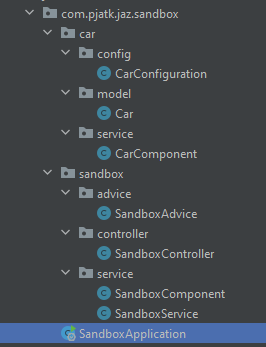 com.pjatk.jaz.sandbox
car
config
CarConfiguration
model
Car
service
CarComponent
sandbox
advice
SandboxAdvice
controller
SandboxController
service
SandboxComponent
SandboxService
SandboxApplication